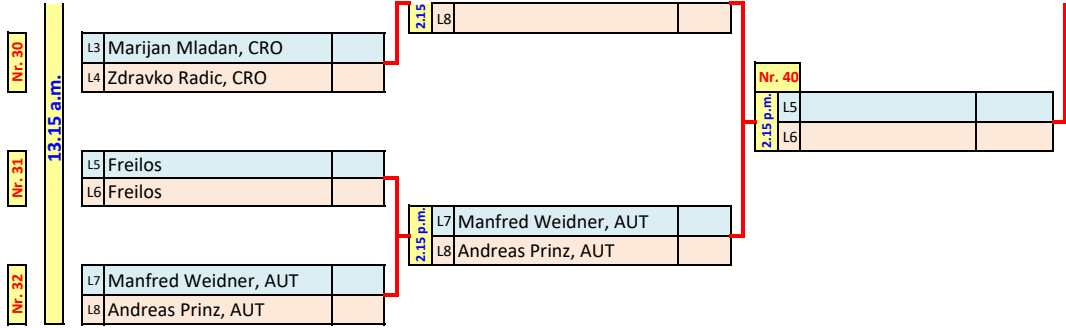 2.15
L8
Nr. 30
13.15 a.m.
L3 Marijan Mladan, CRO
L4 Zdravko Radic, CRO
Nr. 40
2.15 p.m.
L5
L6
Nr. 31
L5 Freilos
L6 Freilos
2.15 p.m.
L7 Manfred Weidner, AUT
L8 Andreas Prinz, AUT
Nr. 32
L7 Manfred Weidner, AUT
L8 Andreas Prinz, AUT